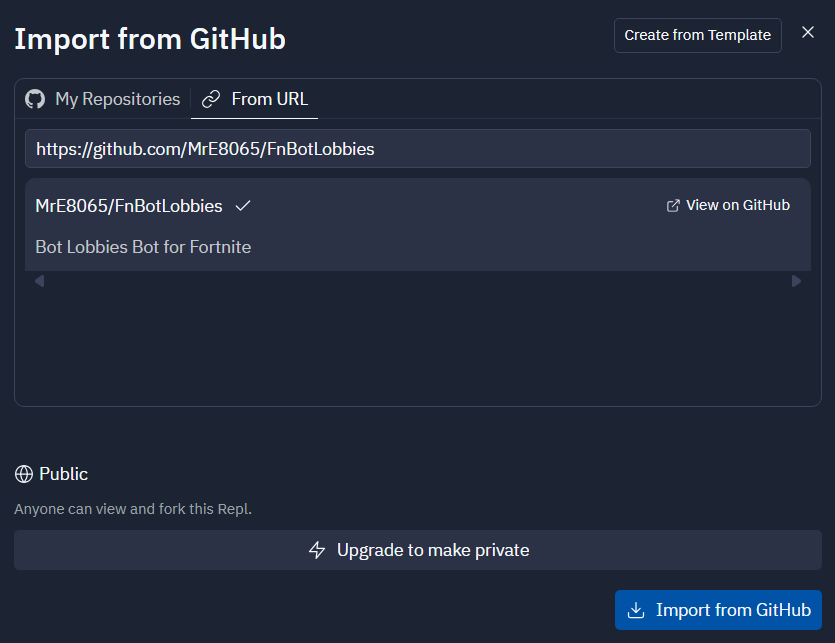 Import from GitHub
Create from Template
My Repositories
From URL
https://github.com/MrE8065/FnBotLobbies
MrE8065/FnBotLobbies
View on GitHub
Bot Lobbies Bot for Fortnite
Public
Anyone can view and fork this Repl.
Upgrade to make private
Import from GitHub